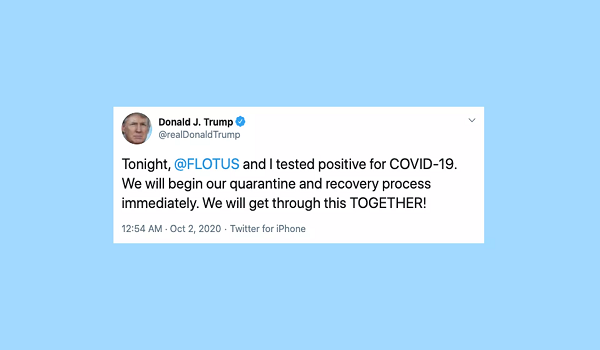 Donald J. Trump
@realDonaldTrump
Tonight, @FLOTUS and I tested positive for COVID-19.
We will begin our quarantine and recovery process
immediately. We will get through this TOGETHER!
12:54 AM · Oct 2, 2020 · Twitter for iPhone